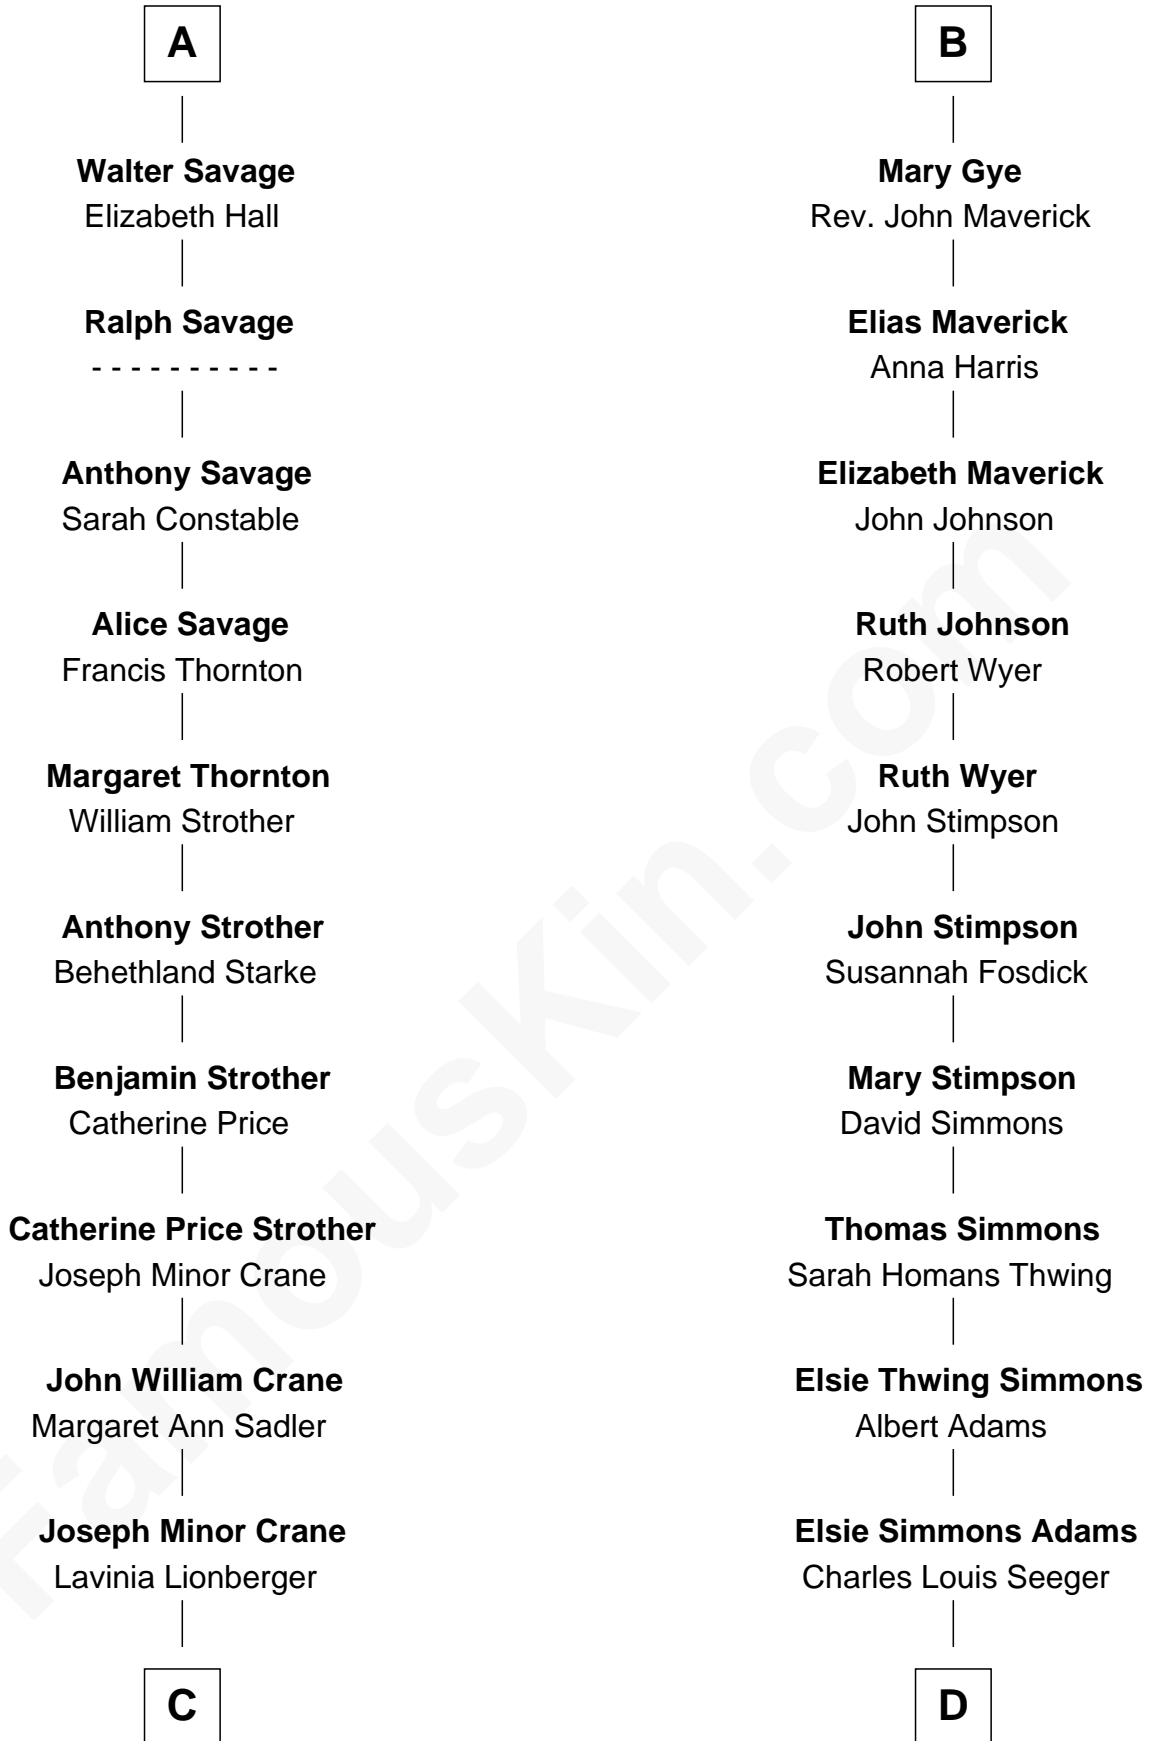 A
Walter Savage
Elizabeth Hall
Ralph Savage
- - - - - - - - - -
Anthony Savage
Sarah Constable
Alice Savage
Francis Thornton
Margaret Thornton
William Strother
Anthony Strother
Behethland Starke
Benjamin Strother
Catherine Price
Catherine Price Strother
Joseph Minor Crane
John William Crane
Margaret Ann Sadler
Joseph Minor Crane
Lavinia Lionberger
C
B
Mary Gye
Rev. John Maverick
Elias Maverick
Anna Harris
Elizabeth Maverick
John Johnson
Ruth Johnson
Robert Wyer
Ruth Wyer
John Stimpson
John Stimpson
Susannah Fosdick
Mary Stimpson
David Simmons
Thomas Simmons
Sarah Homans Thwing
Elsie Thwing Simmons
Albert Adams
Elsie Simmons Adams
Charles Louis Seeger
D
FamousKin.com